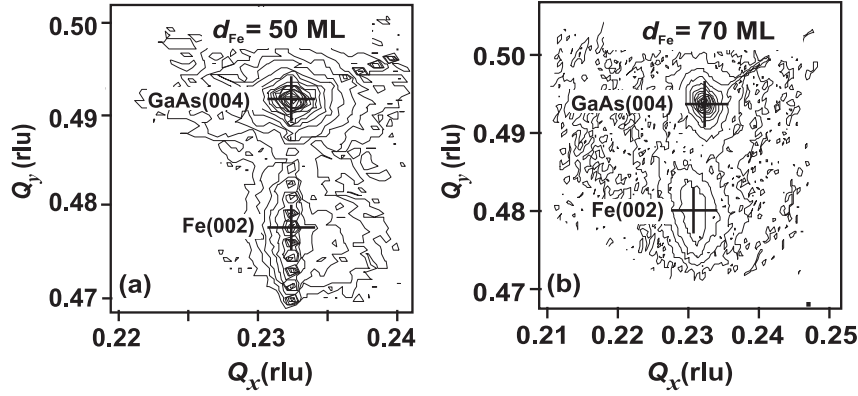 d_Fe = 50 ML
0.50
0.49
0.48
0.47
Q_y (rlu)
GaAs(004)
Fe(002)
(a)
0.22
0.23
0.24
Q_x (rlu)
d_Fe = 70 ML
0.50
0.49
0.48
0.47
Q_y (rlu)
GaAs(004)
Fe(002)
(b)
0.21
0.22
0.23
0.24
0.25
Q_x (rlu)